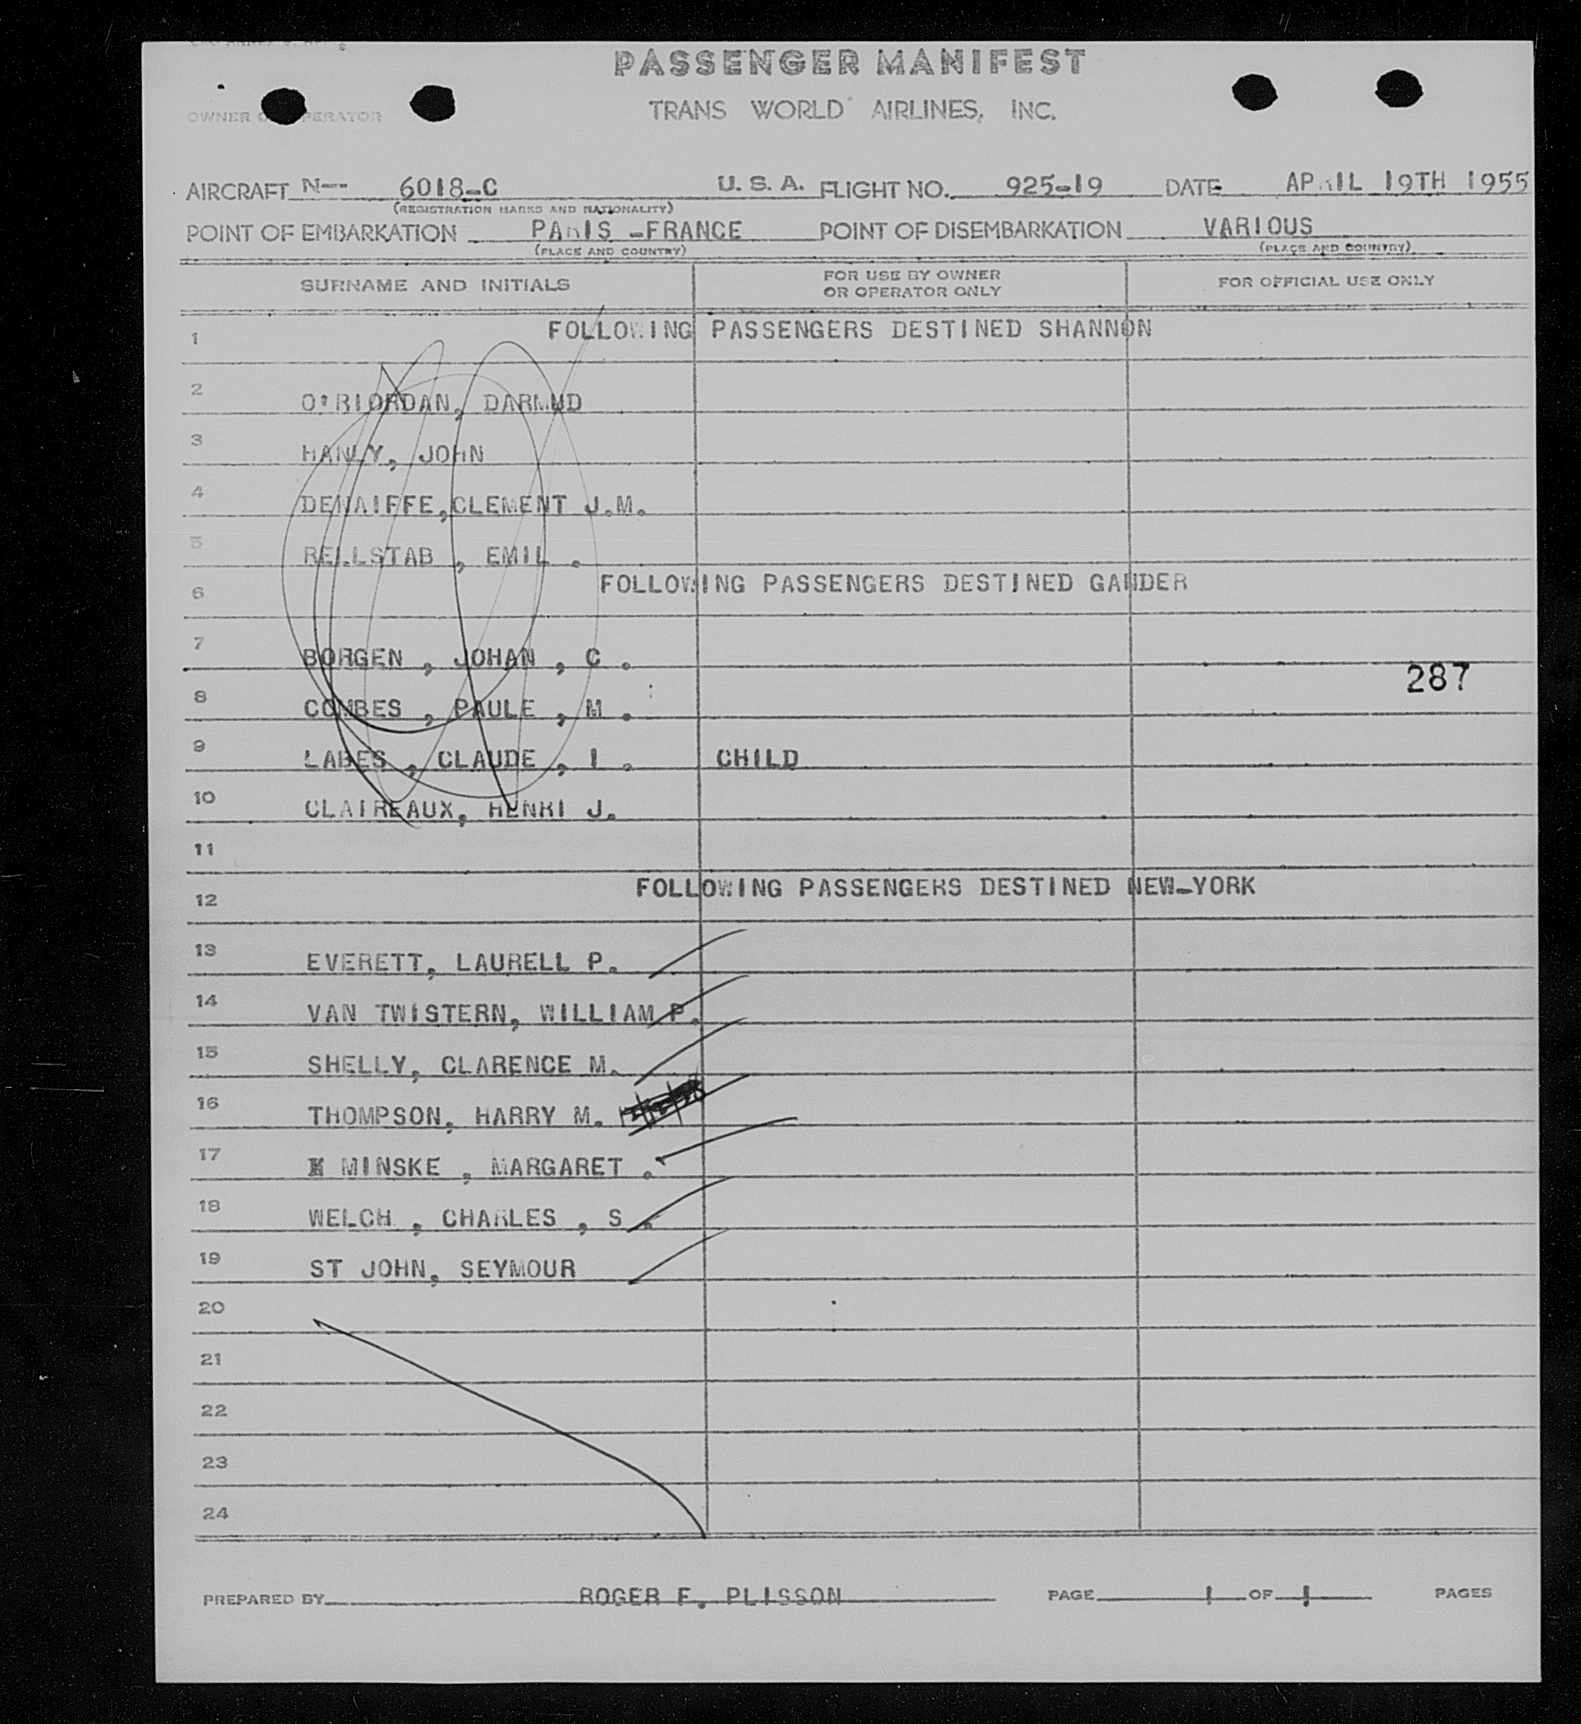 PASSENGER MANIFEST
OWNER OPERATOR TRANS WORLD AIRLINES, INC.
AIRCRAFT N-- 6018-C U. S. A. FLIGHT NO. 925-19 DATE APRIL 19TH 1955
(REGISTRATION MARKS AND NATIONALITY)
POINT OF EMBARKATION PARIS -FRANCE POINT OF DISEMBARKATION VARIOUS
(PLACE AND COUNTRY) (PLACE AND COUNTRY)
SURNAME AND INITIALS FOR USE BY OWNER OR OPERATOR ONLY FOR OFFICIAL USE ONLY
1 FOLLOWING PASSENGERS DESTINED SHANNON
2 O'RIORDAN, DARMUD
3 HANLY, JOHN
4 DENAIFFE,CLEMENT J.M.
5 RELLSTAB , EMIL .
6 FOLLOWING PASSENGERS DESTINED GANDER
7 BORGEN , JOHAN , C .
287
8 COMBES , PAULE , M .
9 LABES , CLAUDE , I . CHILD
10 CLAIREAUX, HENRI J.
11
12 FOLLOWING PASSENGERS DESTINED NEW-YORK
13 EVERETT, LAURELL P.
14 VAN TWISTERN, WILLIAM P.
15 SHELLY, CLARENCE M.
16 THOMPSON, HARRY M.
17 MINSKE , MARGARET .
18 WELCH , CHARLES , S .
19 ST JOHN, SEYMOUR
20
21
22
23
24
PREPARED BY ROGER F. PLISSON PAGE 1 OF 1 PAGES